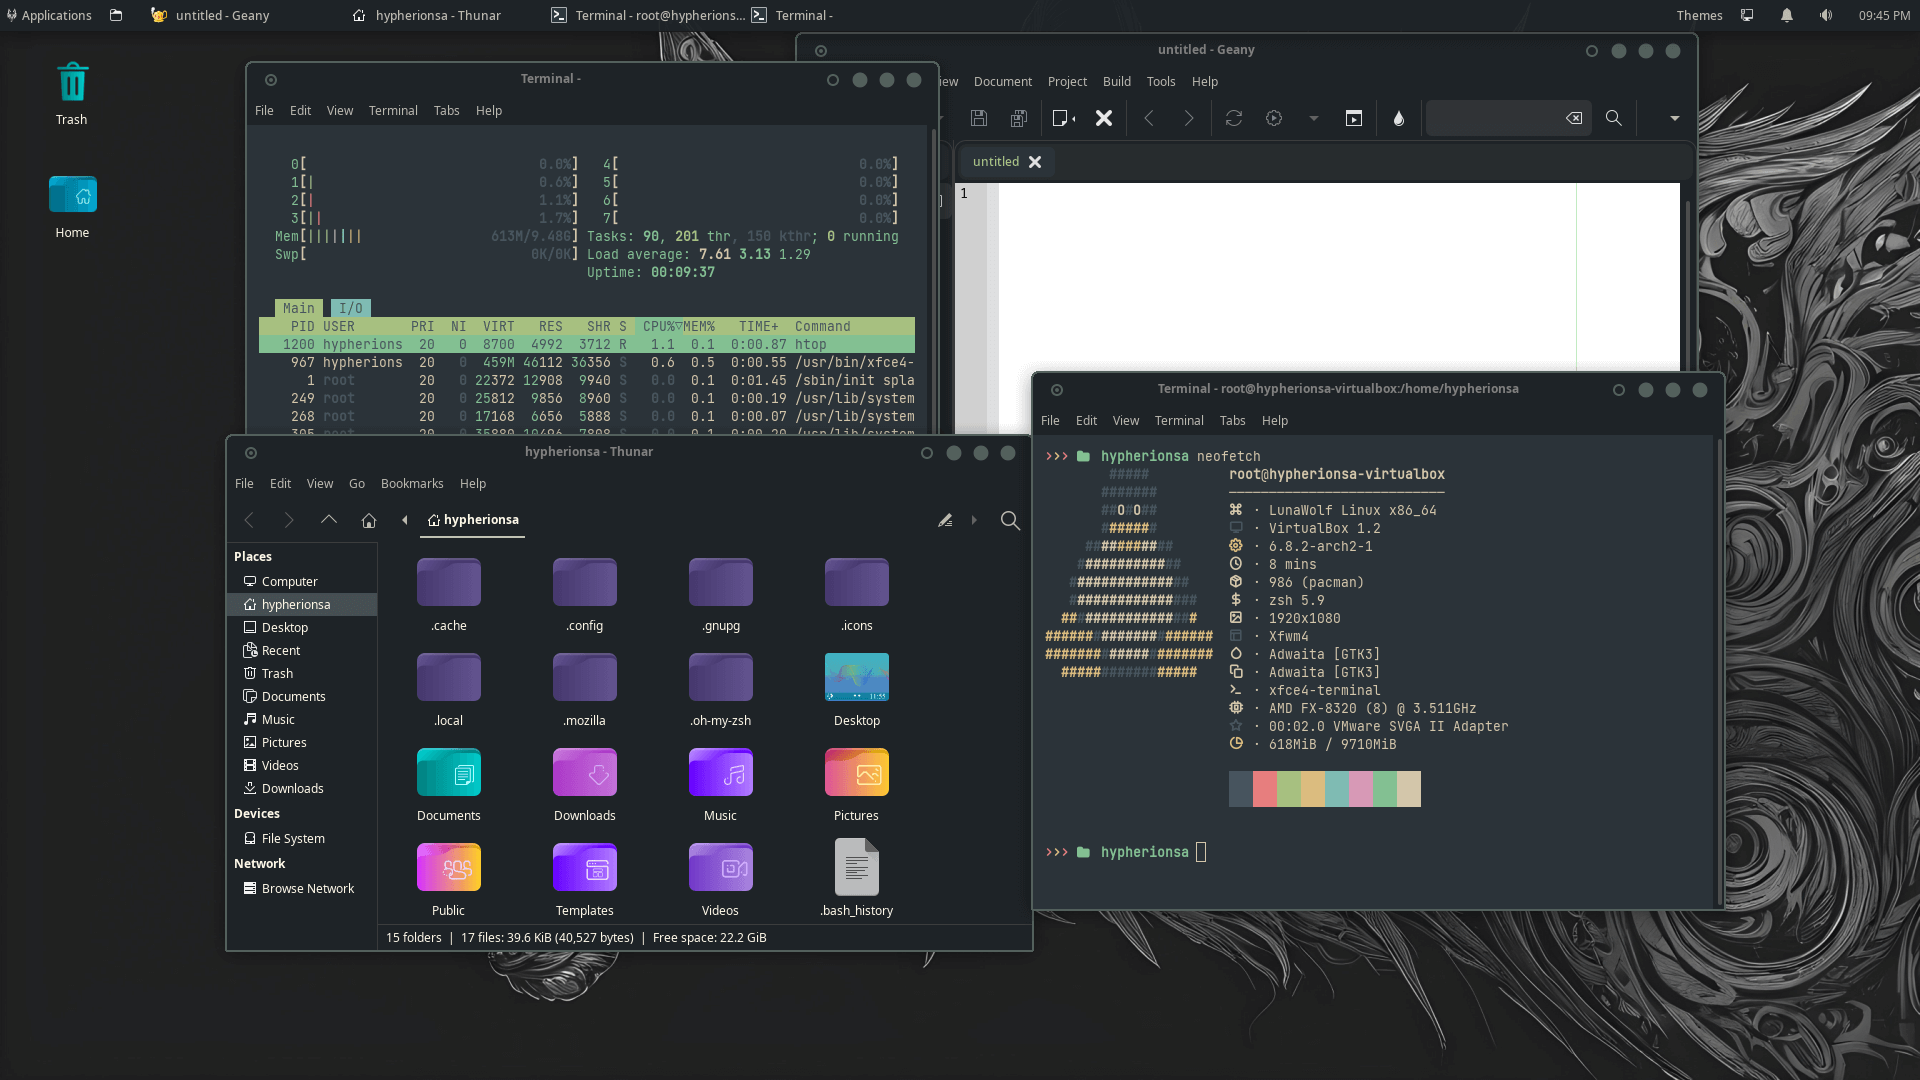 Applications
untitled - Geany
hypherionsa - Thunar
Terminal - root@hypherions...
Terminal -
Themes
09:45 PM
Trash
Home
Terminal -
File Edit View Terminal Tabs Help
0[ 0.0%] 4[ 0.0%]
1[| 0.6%] 5[ 0.0%]
2[| 1.1%] 6[ 0.0%]
3[|| 1.7%] 7[ 0.0%]
Mem[||||||| 613M/9.48G] Tasks: 90, 201 thr, 150 kthr; 0 running
Swp[ 0K/0K] Load average: 7.61 3.13 1.29
Uptime: 00:09:37
Main I/O
PID USER PRI NI VIRT RES SHR S CPU%▽MEM% TIME+ Command
1200 hypherions 20 0 8700 4992 3712 R 1.1 0.1 0:00.87 htop
967 hypherions 20 0 459M 46112 36356 S 0.6 0.5 0:00.55 /usr/bin/xfce4-
1 root 20 0 22372 12908 9940 S 0.0 0.1 0:01.45 /sbin/init spla
249 root 20 0 25812 9856 8960 S 0.0 0.1 0:00.19 /usr/lib/system
268 root 20 0 17168 6656 5888 S 0.0 0.1 0:00.07 /usr/lib/system
untitled - Geany
iew Document Project Build Tools Help
untitled
1
hypherionsa - Thunar
File Edit View Go Bookmarks Help
hypherionsa
Places
Computer
hypherionsa
Desktop
Recent
Trash
Documents
Music
Pictures
Videos
Downloads
Devices
File System
Network
Browse Network
.cache .config .gnupg .icons
.local .mozilla .oh-my-zsh Desktop
Documents Downloads Music Pictures
Public Templates Videos .bash_history
15 folders | 17 files: 39.6 KiB (40,527 bytes) | Free space: 22.2 GiB
Terminal - root@hypherionsa-virtualbox:/home/hypherionsa
File Edit View Terminal Tabs Help
>>> hypherionsa neofetch
##### root@hypherionsa-virtualbox
####### ---------------------------
##O#O## · LunaWolf Linux x86_64
####### · VirtualBox 1.2
########### · 6.8.2-arch2-1
############# · 8 mins
############### · 986 (pacman)
################ · zsh 5.9
################# · 1920x1080
##################### · Xfwm4
##################### · Adwaita [GTK3]
################# · Adwaita [GTK3]
· xfce4-terminal
· AMD FX-8320 (8) @ 3.511GHz
· 00:02.0 VMware SVGA II Adapter
· 618MiB / 9710MiB
>>> hypherionsa